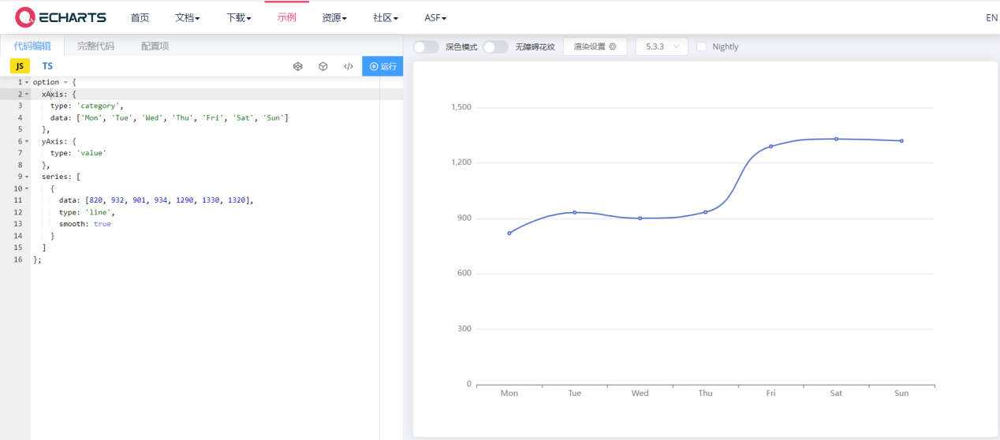 ECHARTS 首页 文档 下载 示例 资源 社区 ASF EN
代码编辑 完整代码 配置项
JS TS 运行
1 option = {
2 xAxis: {
3 type: 'category',
4 data: ['Mon', 'Tue', 'Wed', 'Thu', 'Fri', 'Sat', 'Sun']
5 },
6 yAxis: {
7 type: 'value'
8 },
9 series: [
10 {
11 data: [820, 932, 901, 934, 1290, 1330, 1320],
12 type: 'line',
13 smooth: true
14 }
15 ]
16 };
深色模式 无障碍花纹 渲染设置 5.3.3 Nightly
1,500
1,200
900
600
300
0
Mon Tue Wed Thu Fri Sat Sun